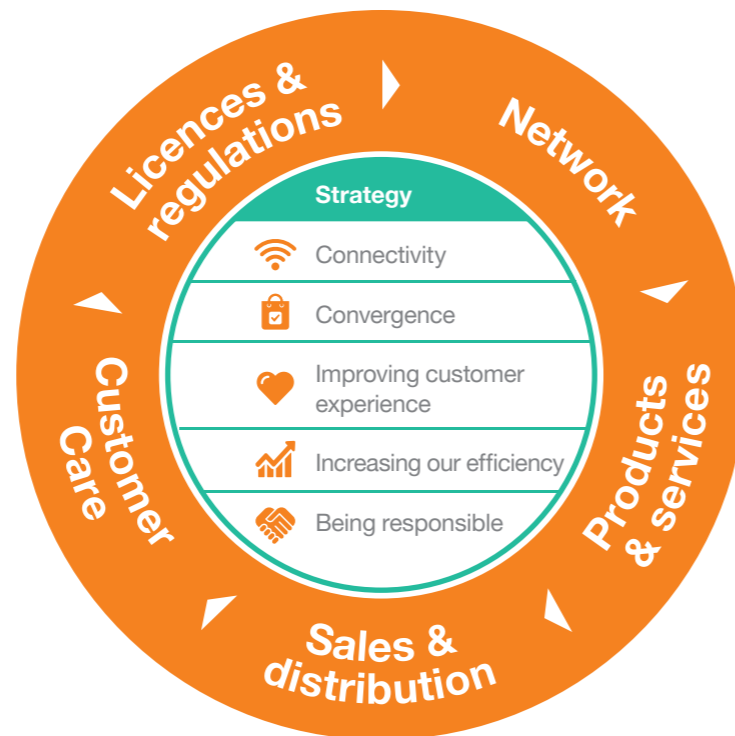 Licences &
regulations
Network
Products
& services
Sales &
distribution
Customer
Care
Strategy
Connectivity
Convergence
Improving customer
experience
Increasing our efficiency
Being responsible